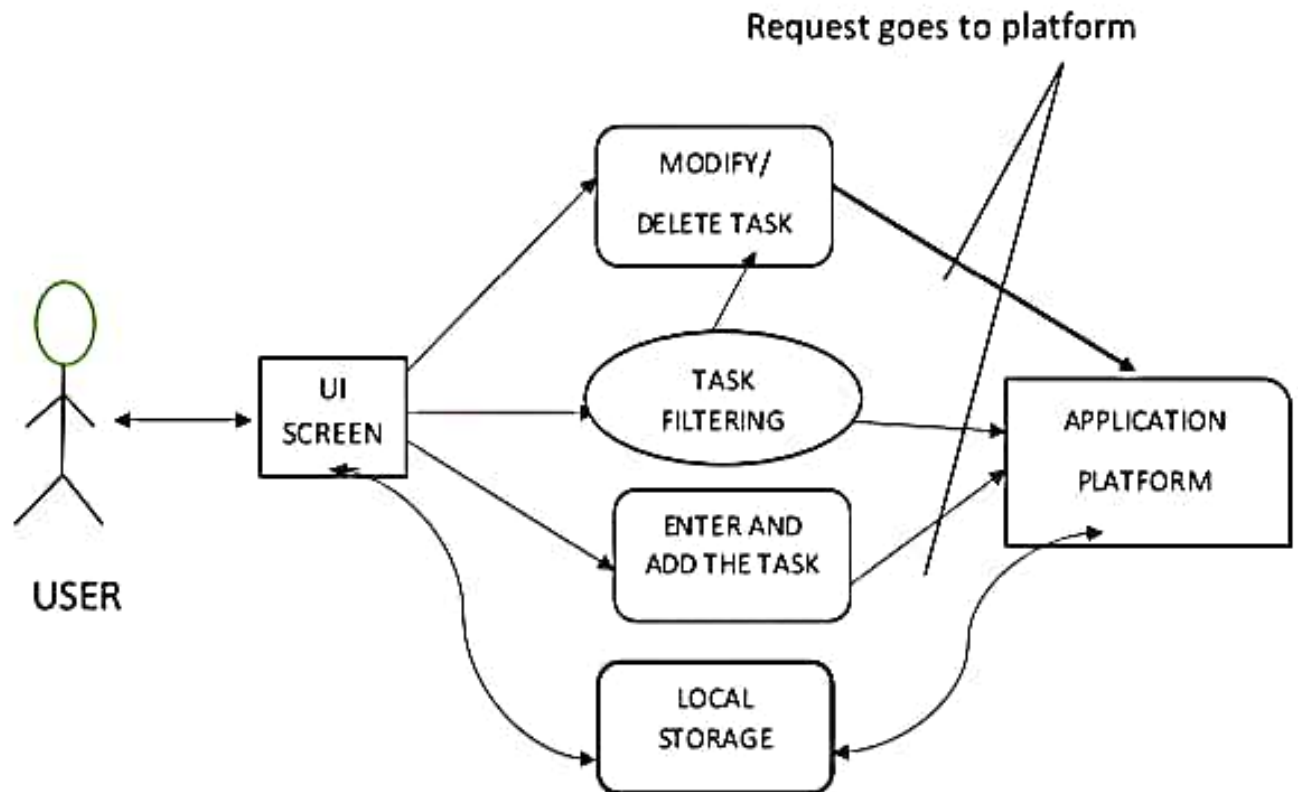 Request goes to platform
MODIFY/
DELETE TASK
UI
SCREEN
TASK
FILTERING
APPLICATION
PLATFORM
ENTER AND
ADD THE TASK
USER
LOCAL
STORAGE